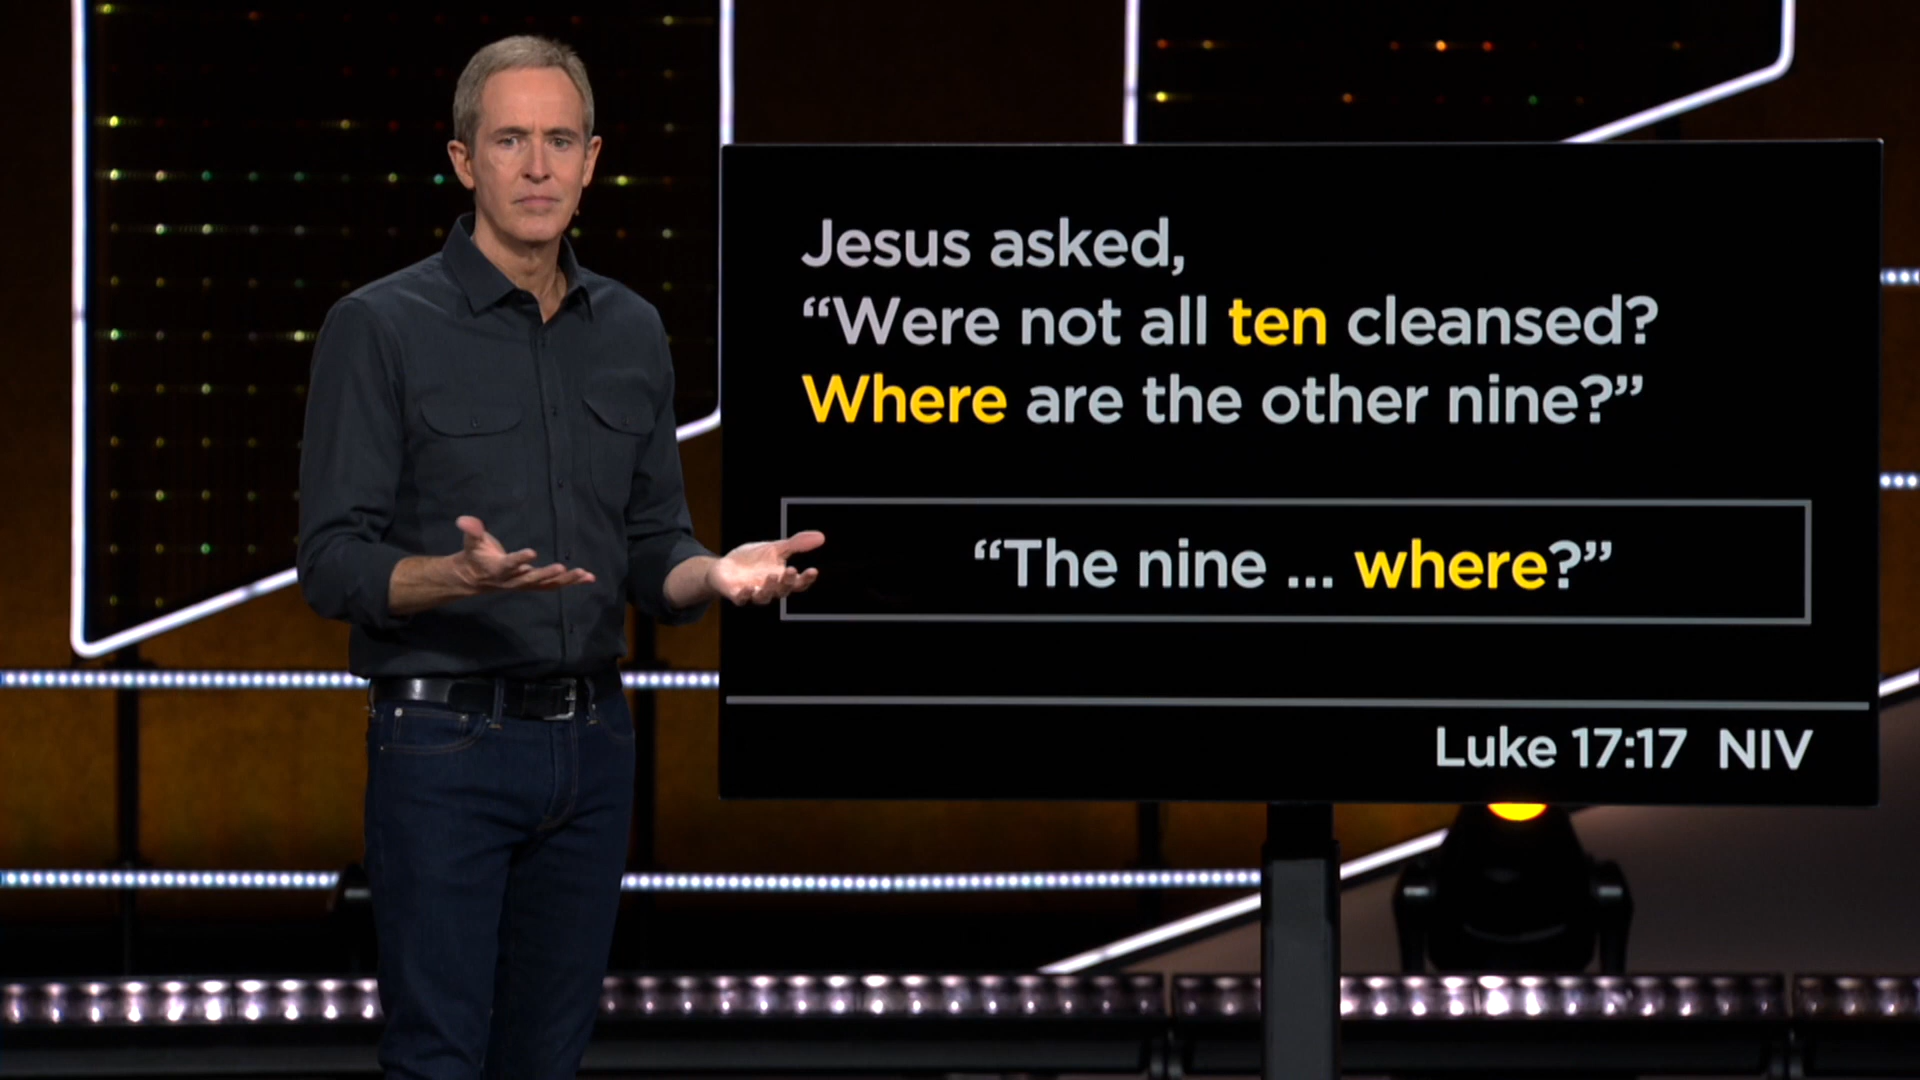 Jesus asked,
“Were not all ten cleansed?
Where are the other nine?”
“The nine ... where?”
Luke 17:17 NIV